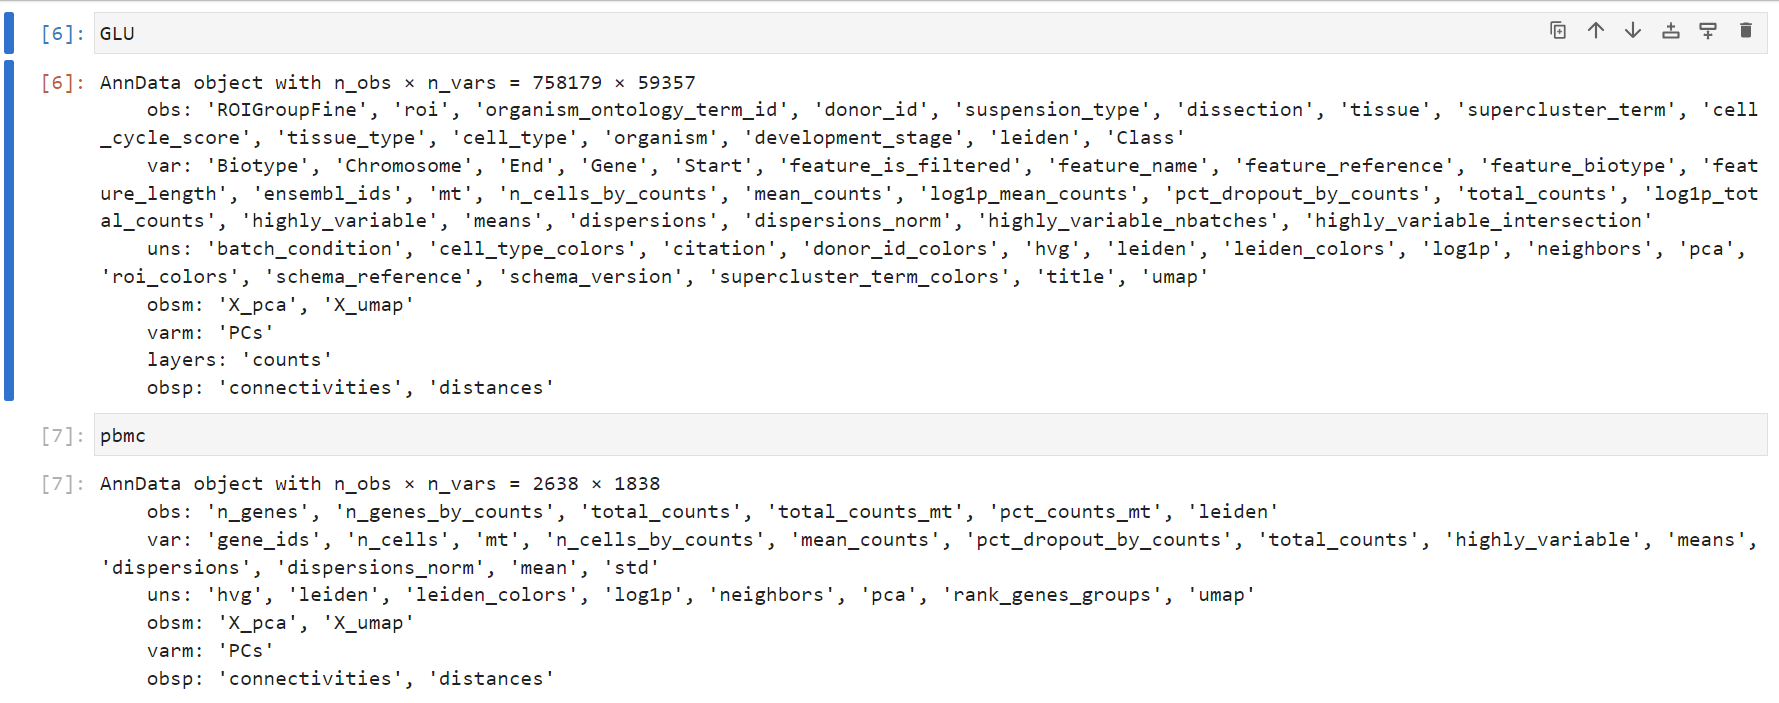 [6]: GLU
[6]: AnnData object with n_obs × n_vars = 758179 × 59357
obs: 'ROIGroupFine', 'roi', 'organism_ontology_term_id', 'donor_id', 'suspension_type', 'dissection', 'tissue', 'supercluster_term', 'cell
_cycle_score', 'tissue_type', 'cell_type', 'organism', 'development_stage', 'leiden', 'Class'
var: 'Biotype', 'Chromosome', 'End', 'Gene', 'Start', 'feature_is_filtered', 'feature_name', 'feature_reference', 'feature_biotype', 'feat
ure_length', 'ensembl_ids', 'mt', 'n_cells_by_counts', 'mean_counts', 'log1p_mean_counts', 'pct_dropout_by_counts', 'total_counts', 'log1p_tot
al_counts', 'highly_variable', 'means', 'dispersions', 'dispersions_norm', 'highly_variable_nbatches', 'highly_variable_intersection'
uns: 'batch_condition', 'cell_type_colors', 'citation', 'donor_id_colors', 'hvg', 'leiden', 'leiden_colors', 'log1p', 'neighbors', 'pca',
'roi_colors', 'schema_reference', 'schema_version', 'supercluster_term_colors', 'title', 'umap'
obsm: 'X_pca', 'X_umap'
varm: 'PCs'
layers: 'counts'
obsp: 'connectivities', 'distances'
[7]: pbmc
[7]: AnnData object with n_obs × n_vars = 2638 × 1838
obs: 'n_genes', 'n_genes_by_counts', 'total_counts', 'total_counts_mt', 'pct_counts_mt', 'leiden'
var: 'gene_ids', 'n_cells', 'mt', 'n_cells_by_counts', 'mean_counts', 'pct_dropout_by_counts', 'total_counts', 'highly_variable', 'means',
'dispersions', 'dispersions_norm', 'mean', 'std'
uns: 'hvg', 'leiden', 'leiden_colors', 'log1p', 'neighbors', 'pca', 'rank_genes_groups', 'umap'
obsm: 'X_pca', 'X_umap'
varm: 'PCs'
obsp: 'connectivities', 'distances'